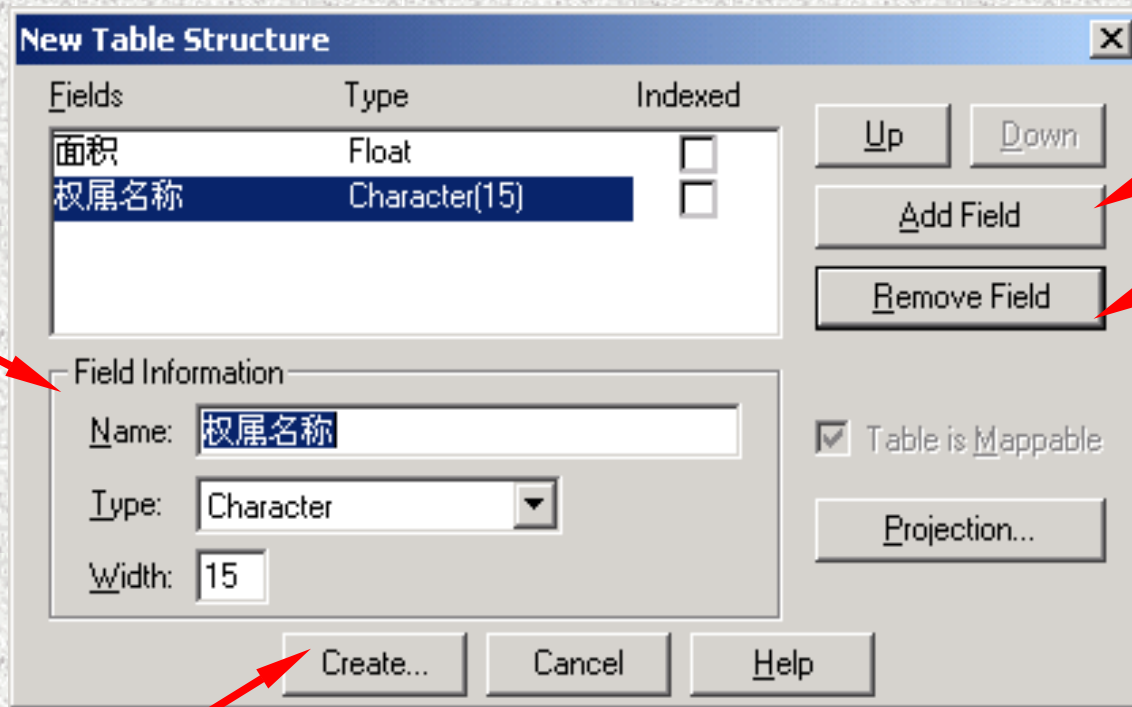 New Table Structure
Fields Type Indexed
面积 Float
权属名称 Character(15)
Up Down
Add Field
Remove Field
Field Information
Name: 权属名称
Type: Character
Width: 15
Table is Mappable
Projection...
Create... Cancel Help